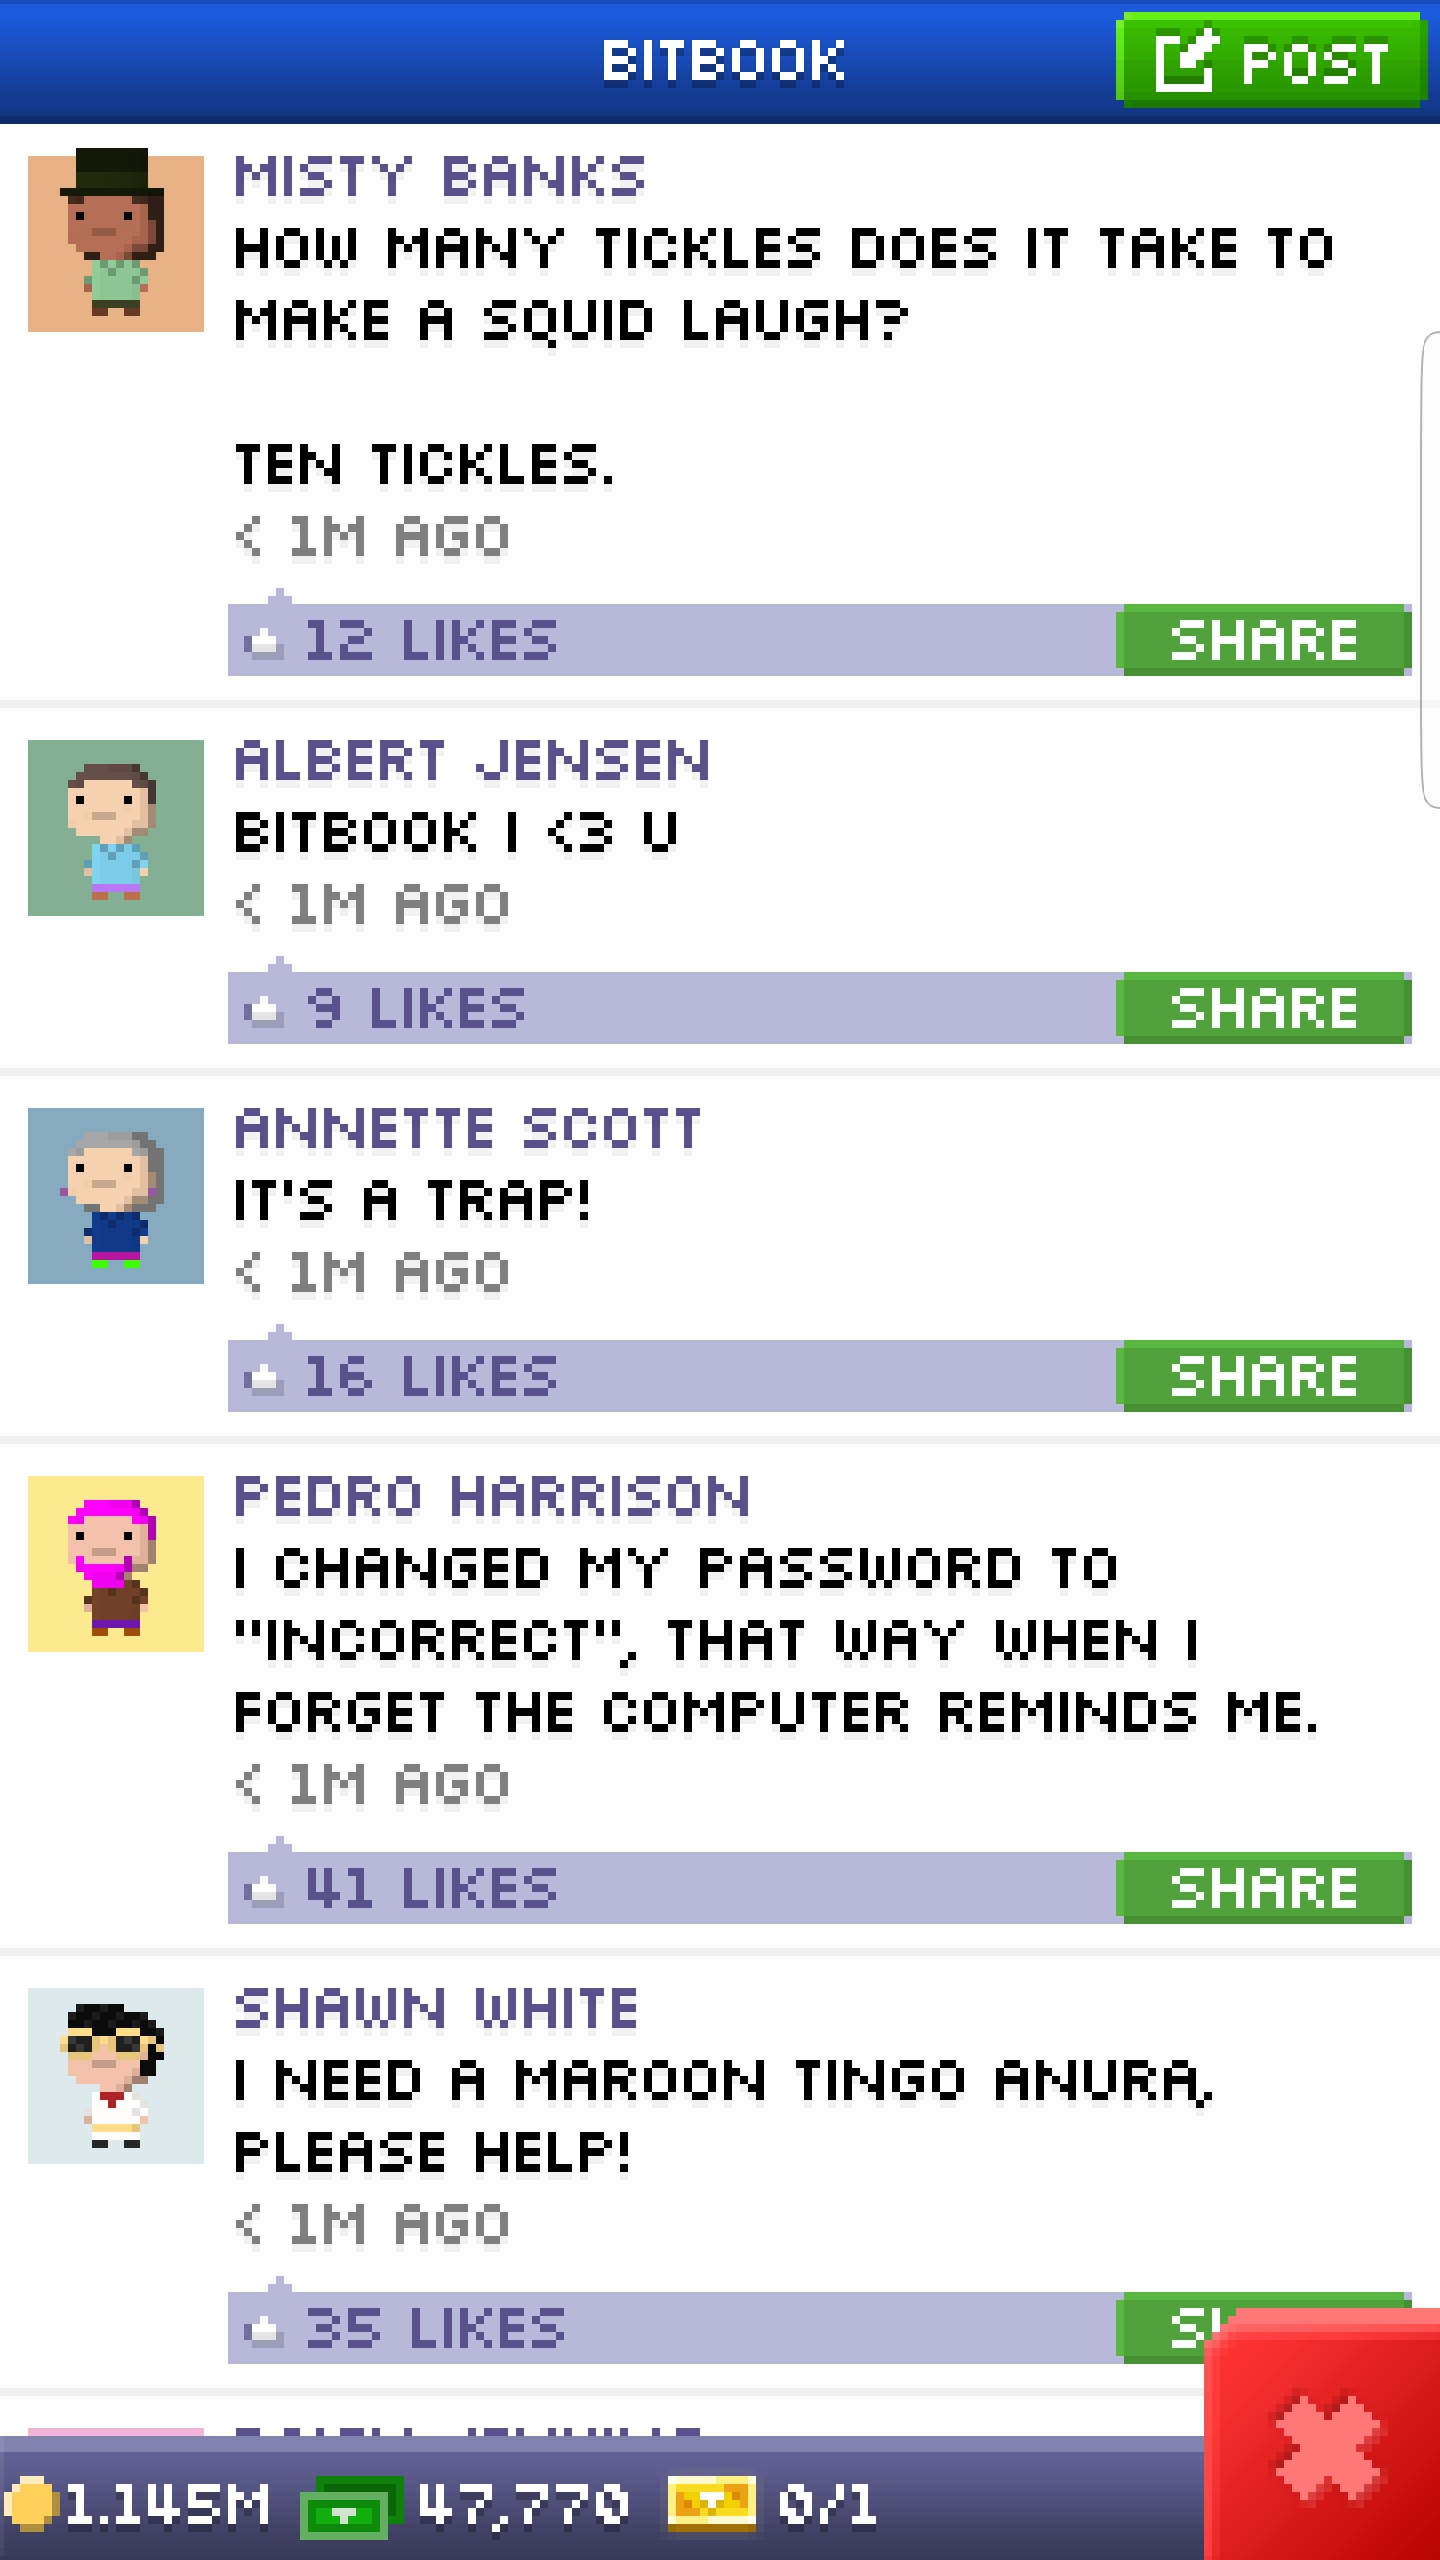 BITBOOK
POST
MISTY BANKS
HOW MANY TICKLES DOES IT TAKE TO
MAKE A SQUID LAUGH?
TEN TICKLES.
< 1M AGO
12 LIKES
SHARE
ALBERT JENSEN
BITBOOK I <3 U
< 1M AGO
9 LIKES
SHARE
ANNETTE SCOTT
IT'S A TRAP!
< 1M AGO
16 LIKES
SHARE
PEDRO HARRISON
I CHANGED MY PASSWORD TO
"INCORRECT", THAT WAY WHEN I
FORGET THE COMPUTER REMINDS ME.
< 1M AGO
41 LIKES
SHARE
SHAWN WHITE
I NEED A MAROON TINGO ANURA,
PLEASE HELP!
< 1M AGO
35 LIKES
1.145M
47,770
0/1